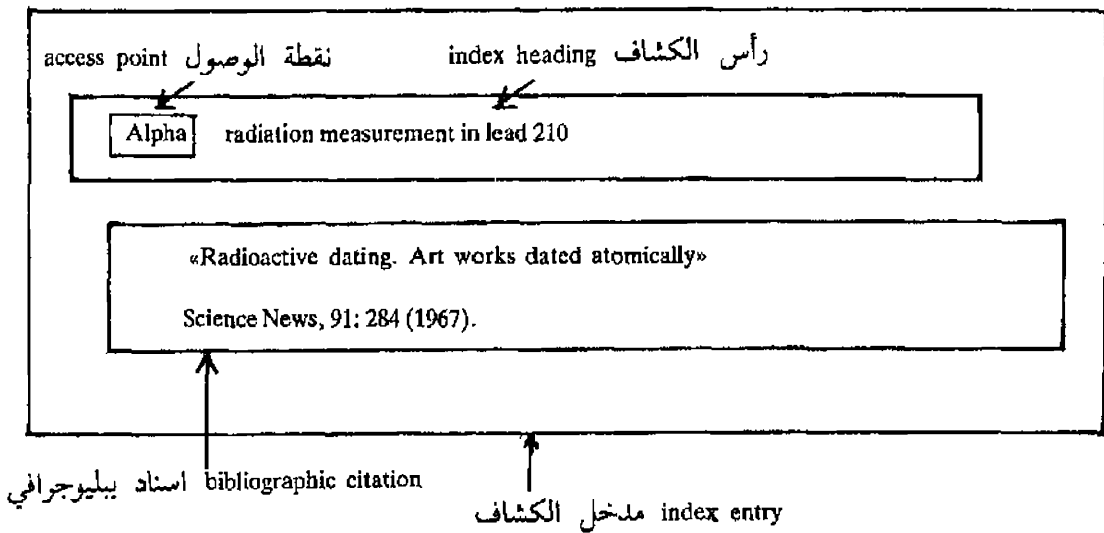 access point نقطة الوصول index heading رأس الكشاف
Alpha radiation measurement in lead 210
«Radioactive dating. Art works dated atomically»
Science News, 91: 284 (1967).
اسناد بيبليوجرافي bibliographic citation
مدخل الكشاف index entry